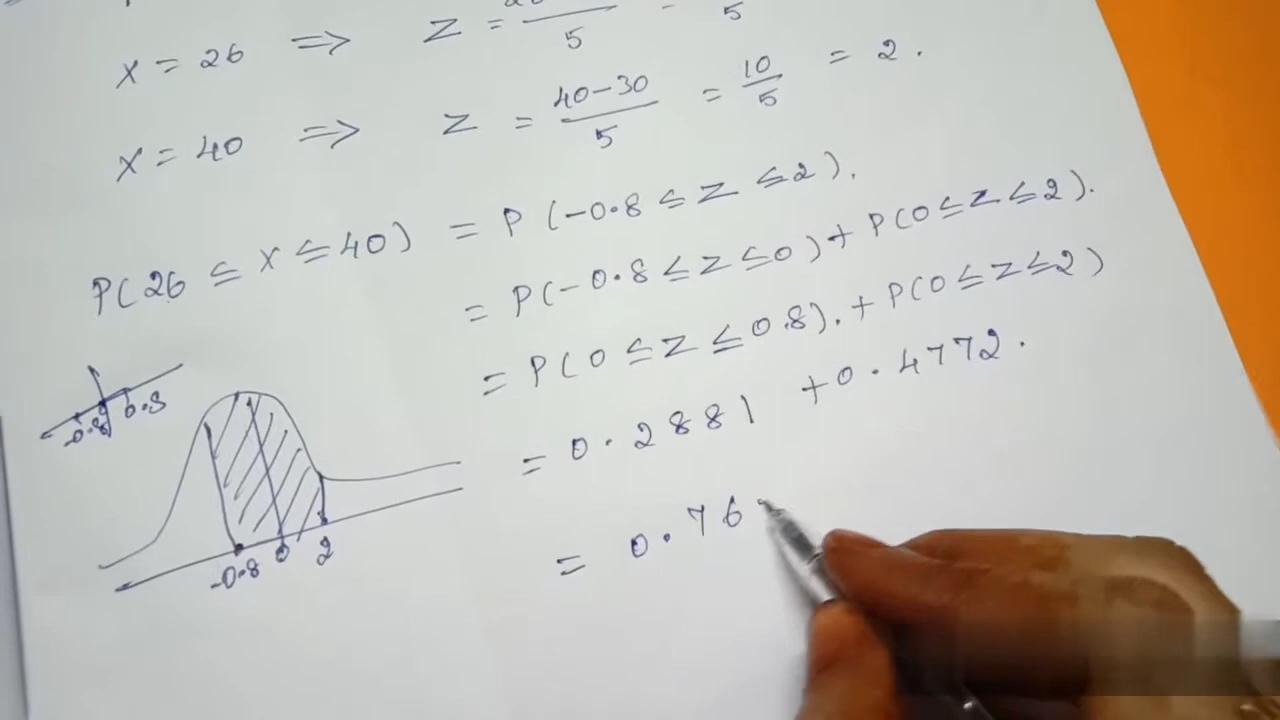 X = 26 ⇒ Z = ―/5 = ―/5
X = 40 ⇒ Z = (40-30)/5 = 10/5 = 2.
P(26 ≤ X ≤ 40) = P(-0.8 ≤ Z ≤ 2).
= P(-0.8 ≤ Z ≤ 0) + P(0 ≤ Z ≤ 2).
= P(0 ≤ Z ≤ 0.8). + P(0 ≤ Z ≤ 2)
= 0.2881 + 0.4772.
= 0.76
-0.8 0.8
-0.8 0 2